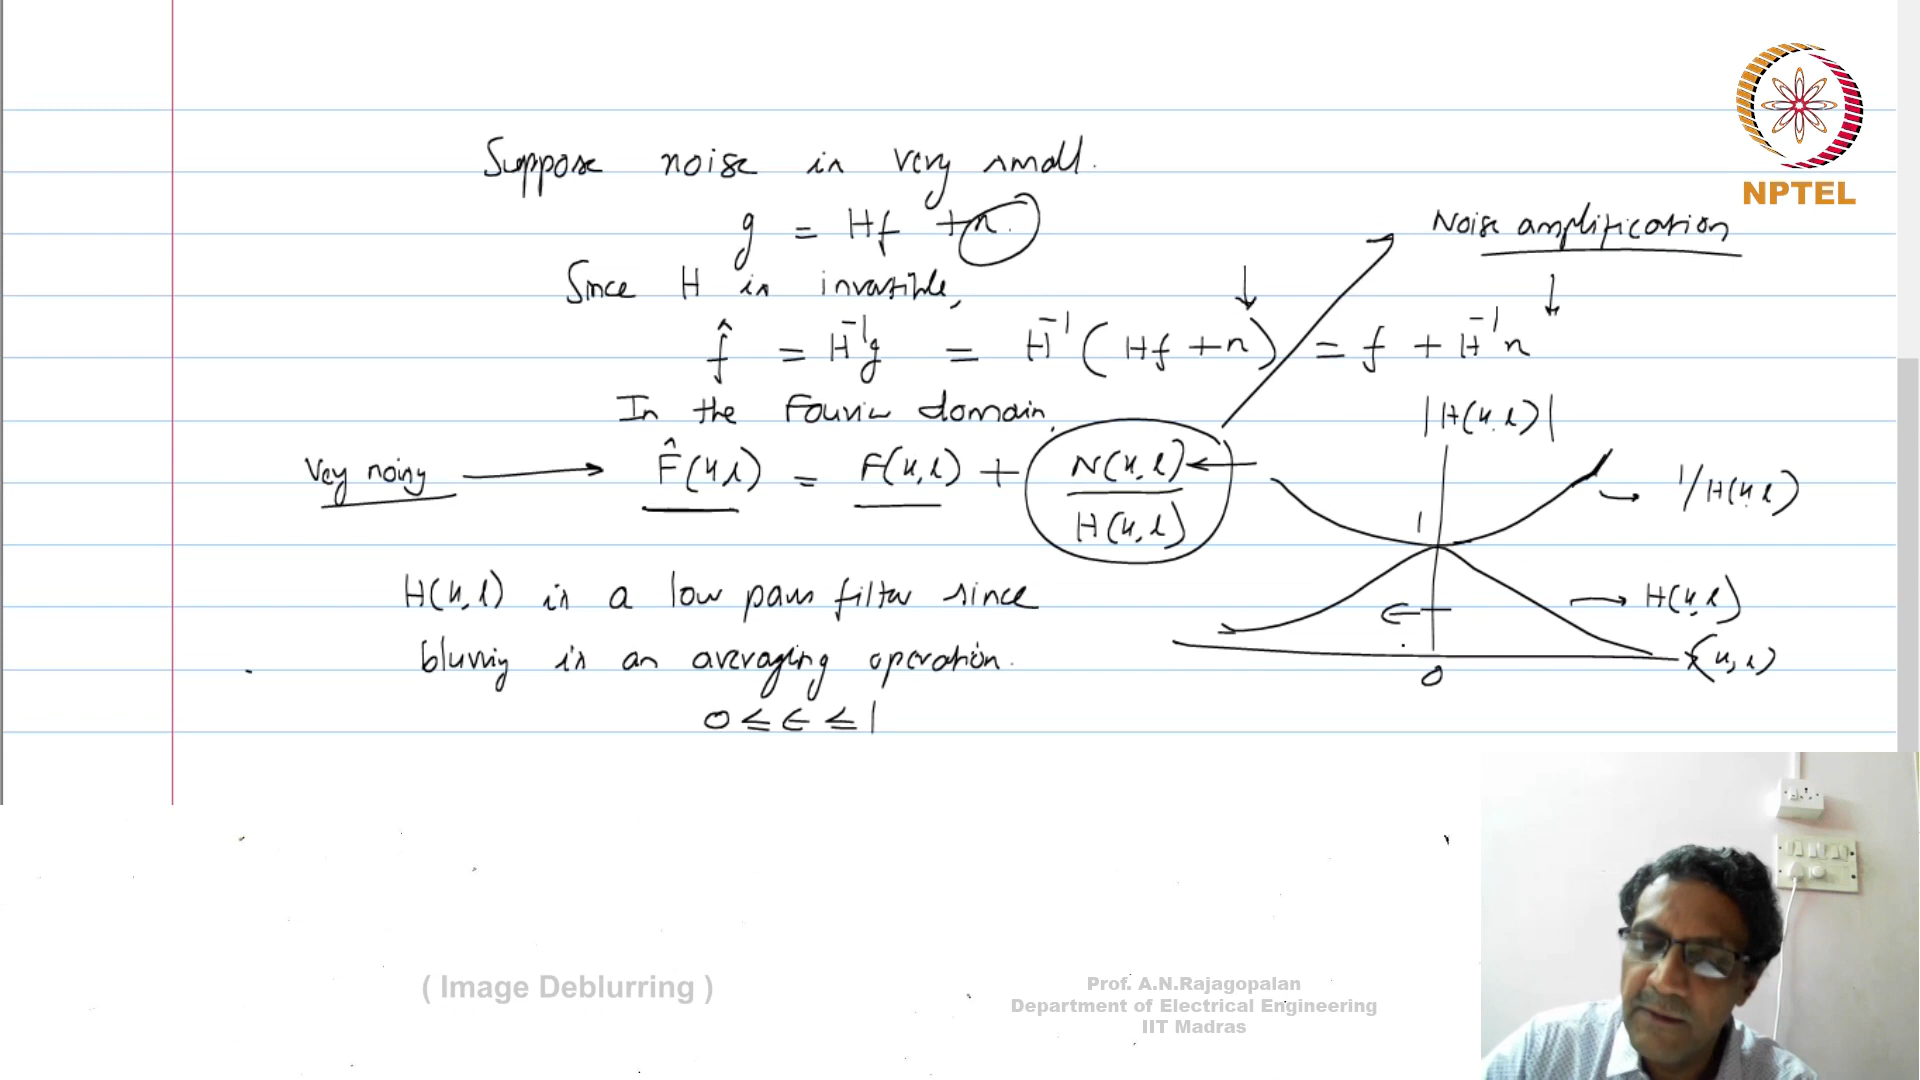 Suppose noise is very small.
g = Hf + n.
Noise amplification
Since H is invertible,
f̂ = H⁻¹g = H⁻¹(Hf + n) = f + H⁻¹n
In the Fourier domain,
|H(k,l)|
Very noisy → F̂(k,l) = F(k,l) + N(k,l)/H(k,l)
1/H(k,l)
1
H(k,l) is a low pass filter since
H(k,l)
∈
blurring is an averaging operation.
(k,l)
0
0 ≤ ∈ ≤ 1
NPTEL
( Image Deblurring )
Prof. A.N.Rajagopalan
Department of Electrical Engineering
IIT Madras